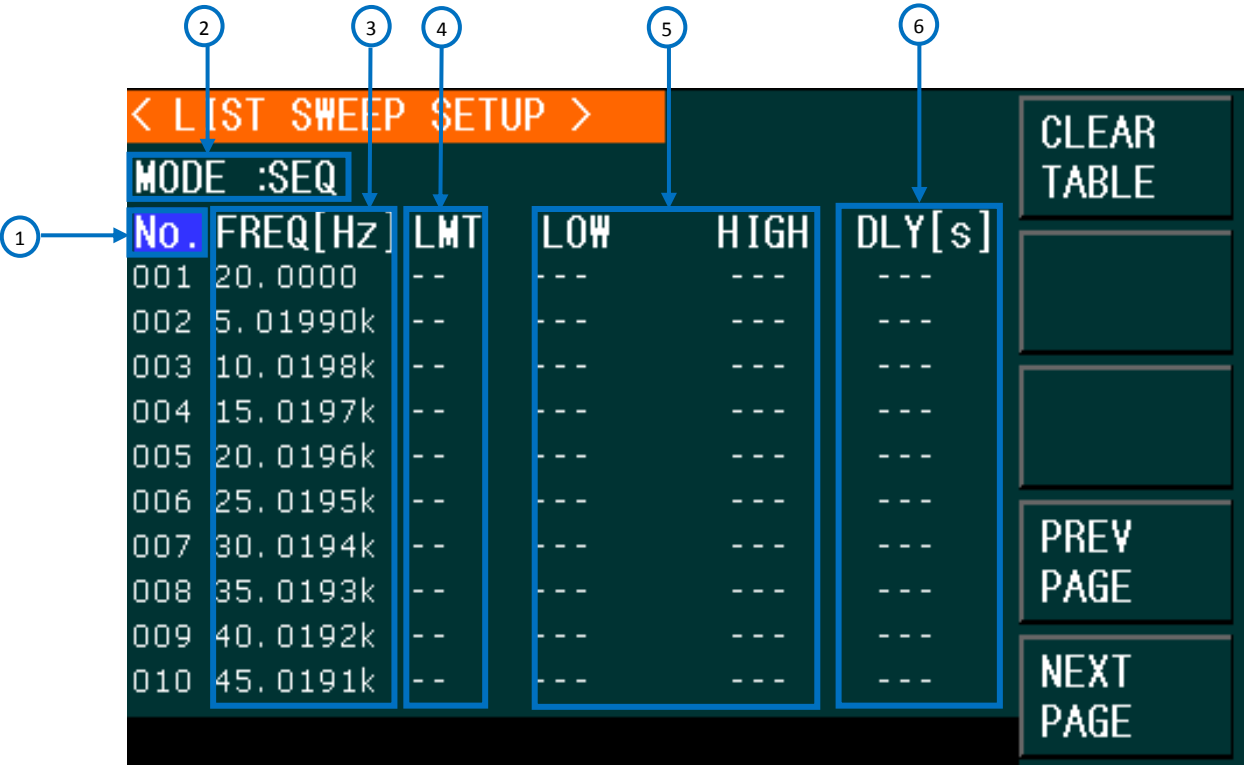 2 3 4 5 6
< LIST SWEEP SETUP >
CLEAR
TABLE
MODE :SEQ
1
No. FREQ[Hz] LMT LOW HIGH DLY[s]
001 20.0000 -- --- --- ---
002 5.01990k -- --- --- ---
003 10.0198k -- --- --- ---
004 15.0197k -- --- --- ---
005 20.0196k -- --- --- ---
006 25.0195k -- --- --- ---
007 30.0194k -- --- --- ---
008 35.0193k -- --- --- ---
009 40.0192k -- --- --- ---
010 45.0191k -- --- --- ---
PREV
PAGE
NEXT
PAGE